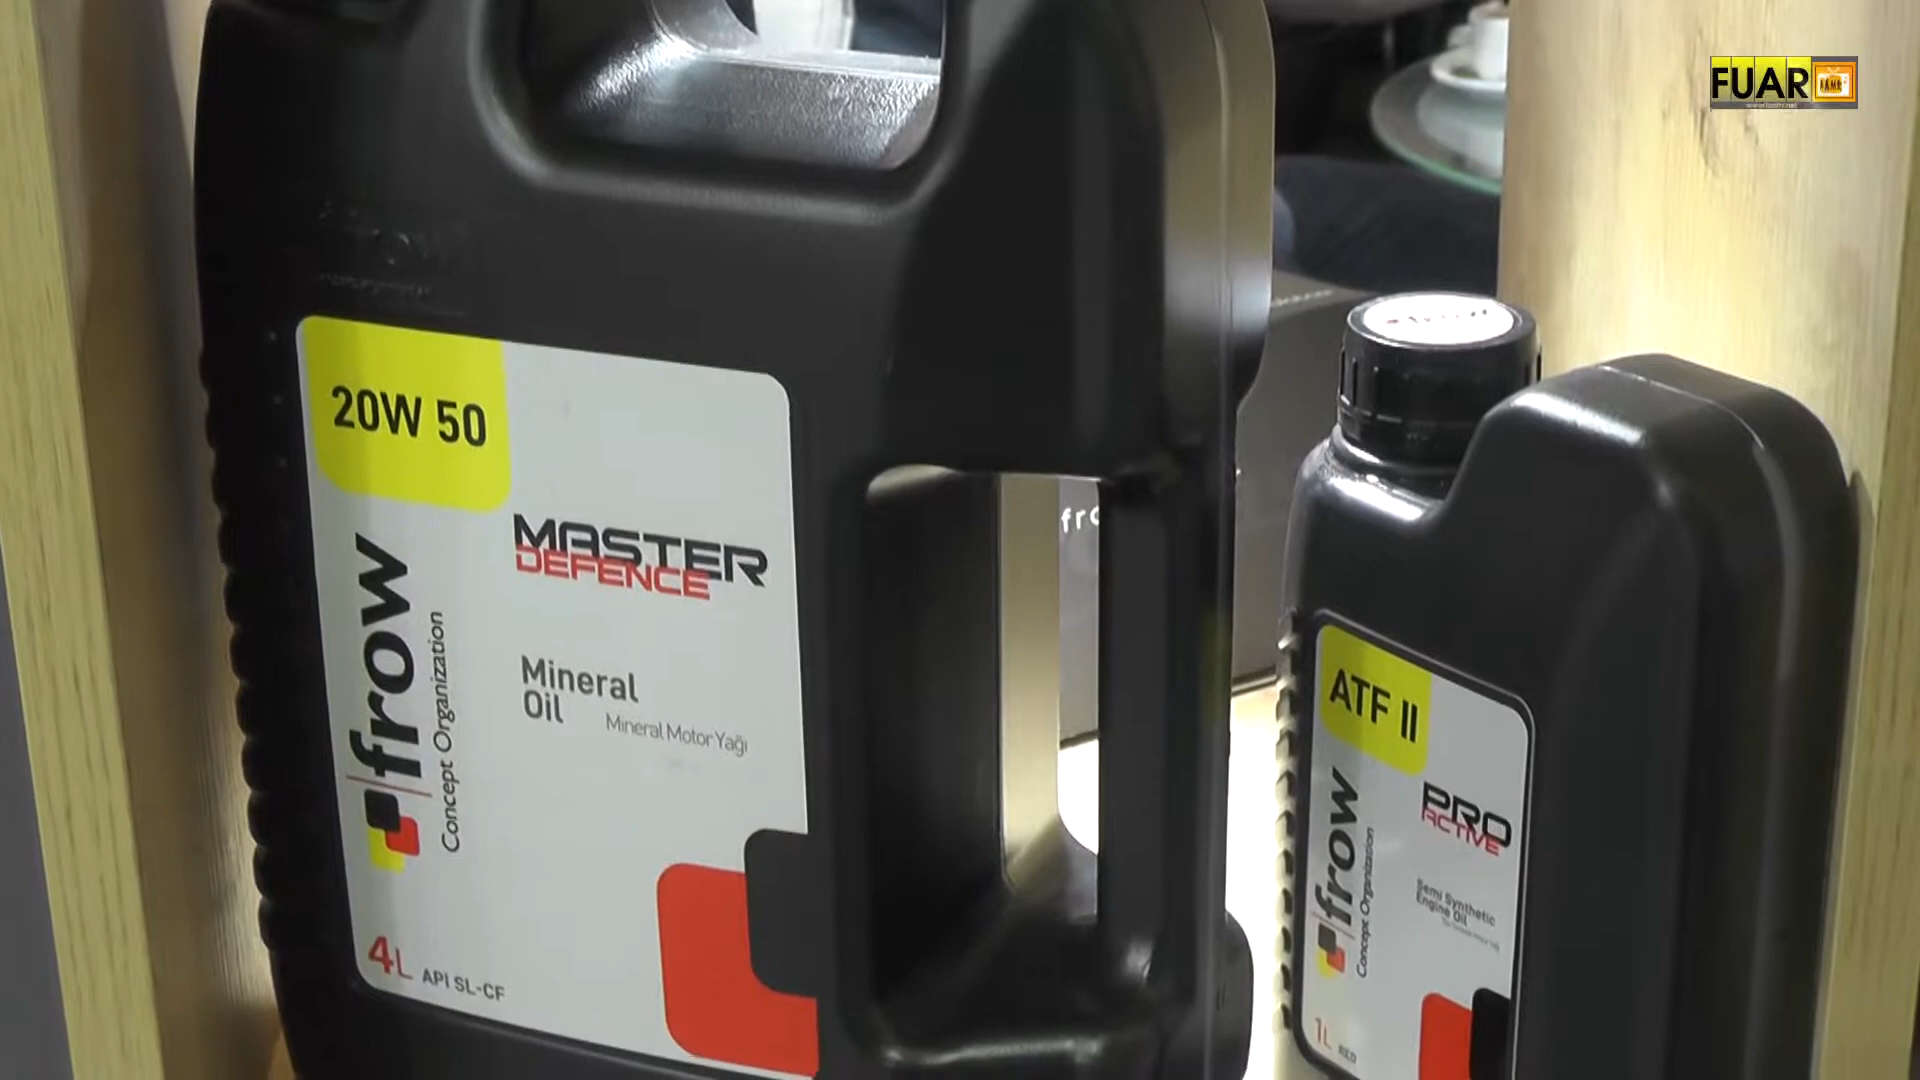 FUAR
20W 50
MASTER
DEFENCE
frow
Concept Organization
Mineral
Oil
Mineral Motor Yağı
4L API SL-CF
fro
ATF II
PRO
ACTIVE
frow
Concept Organization
Semi Synthetic
Engine Oil
1L RED